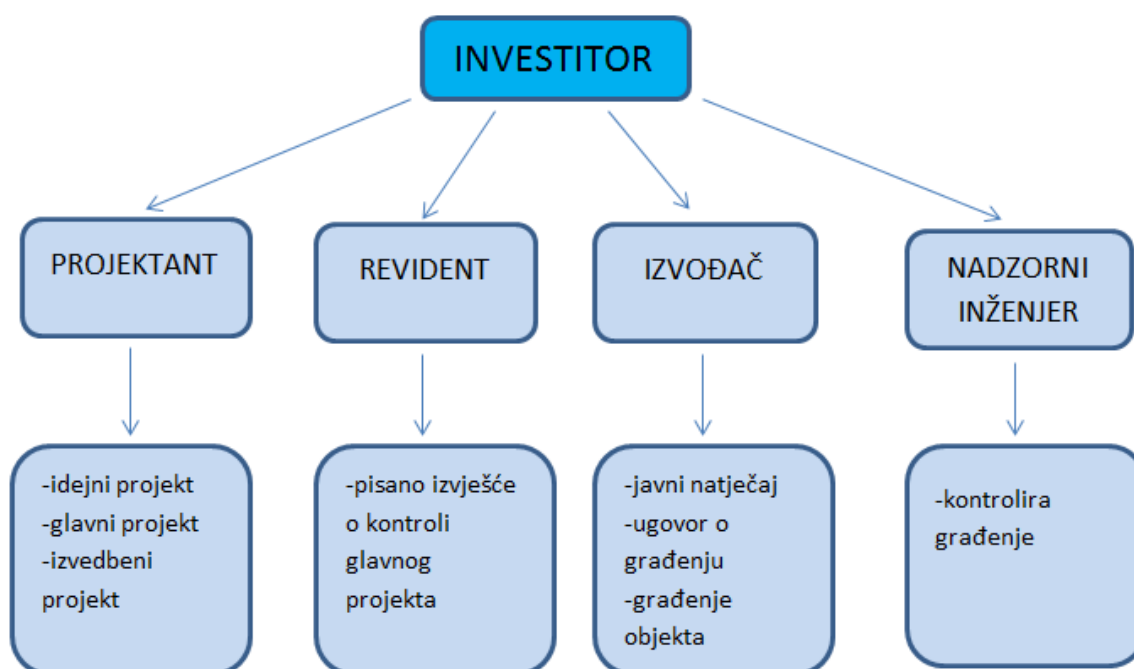 INVESTITOR
PROJEKTANT
REVIDENT
IZVOĐAČ
NADZORNI
INŽENJER
-idejni projekt
-glavni projekt
-izvedbeni
projekt
-pisano izvješće
o kontroli
glavnog
projekta
-javni natječaj
-ugovor o
građenju
-građenje
objekta
-kontrolira
građenje